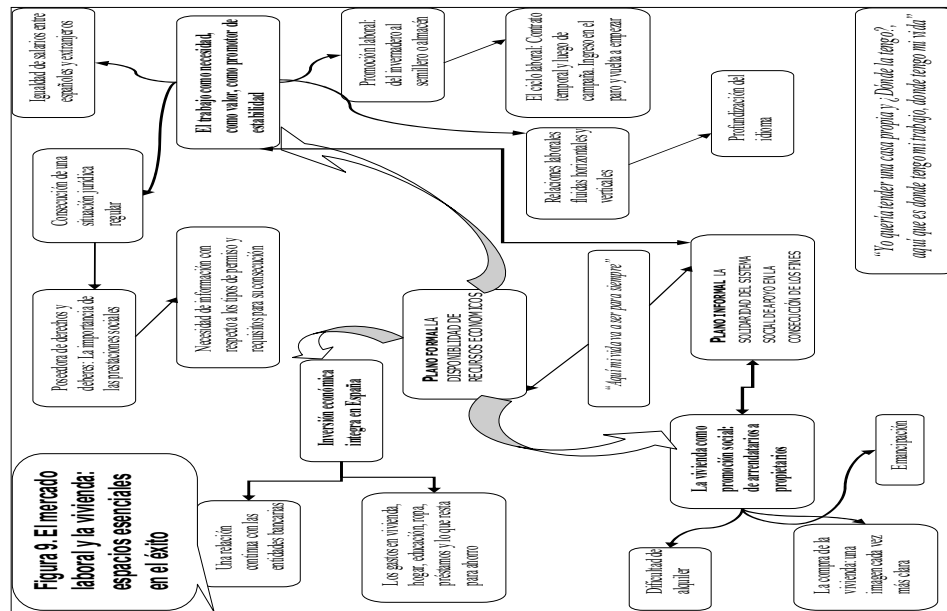 Figura 9. El mercado
laboral y la vivienda:
espacios esenciales
en el éxito
Poseedora de derechos y
deberes: La importancia de
las prestaciones sociales
Consecución de una
situación jurídica
regular
Igualdad de salarios entre
españoles y extranjeros
Necesidad de información con
respecto a los tipos de permiso y
requisitos para su consecución
El trabajo como necesidad,
como valor, como promotor de
estabilidad
Una relación
continua con las
entidades bancarias
Inversión económica
íntegra en España
Promoción laboral:
del invernadero al
semillero o almacén
Los gastos en vivienda,
hogar, educación, ropa,
préstamos y lo que resta
para ahorro
PLANO FORMAL LA
DISPONIBLIDAD DE
RECURSOS ECONOMICOS
El ciclo laboral: Contrato
temporal y luego de
campaña. Ingreso en el
paro y vuelta a empezar
Relaciones laborales
fluidas horizontales y
verticales
"Aquí mi vida va a ser para siempre"
Profundización del
idioma
Dificultad de
alquiler
La vivienda como
promoción social:
de arrendatarios a
propietarios
PLANO INFORMAL LA
SOLIDARIDAD DEL SISTEMA
SOCIAL DE APOYO EN LA
CONSECUCIÓN DE LOS FINES
La compra de la
vivienda: una
imagen cada vez
más clara
Emancipación
"Yo quería tender una casa propia y ¿Dónde la tengo?,
aquí que es donde tengo mi trabajo, donde tengo mi vida"